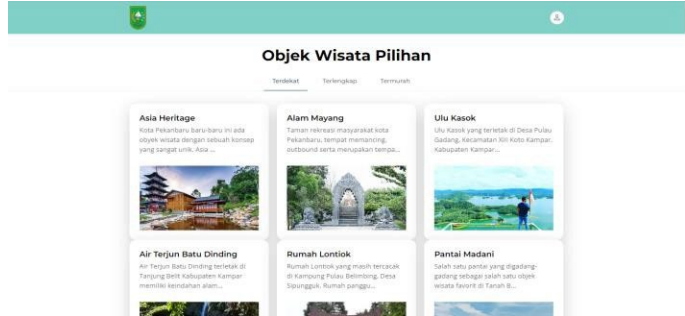 Objek Wisata Pilihan
Terdekat Terlengkap Termurah
Asia Heritage
Kota Pekanbaru baru-baru ini ada
obyek wisata dengan sebuah konsep
yang sangat unik. Asia ...
Alam Mayang
Taman rekreasi masyarakat kota
Pekanbaru, tempat memancing,
outbound serta merupakan tempa...
Ulu Kasok
Ulu Kasok yang terletak di Desa Pulau
Gadang, Kecamatan XIII Koto Kampar,
Kabupaten Kampar...
Air Terjun Batu Dinding
Air Terjun Batu Dinding terletak di
Tanjung Belit Kabupaten Kampar
memiliki keindahan alam...
Rumah Lontiok
Rumah Lontiok yang masih tercacak
di Kampung Pulau Belimbing, Desa
Sipungguk. Rumah panggu...
Pantai Madani
Salah satu pantai yang digadang-
gadang sebagai salah satu objek
wisata favorit di Tanah B...